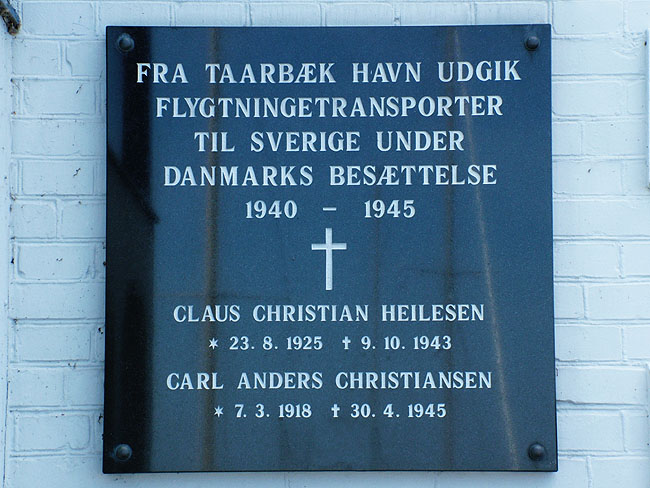 FRA TAARBÆK HAVN UDGIK
FLYGTNINGETRANSPORTER
TIL SVERIGE UNDER
DANMARKS BESÆTTELSE
1940 – 1945
CLAUS CHRISTIAN HEILESEN
* 23. 8. 1925 † 9. 10. 1943
CARL ANDERS CHRISTIANSEN
* 7. 3. 1918 † 30. 4. 1945